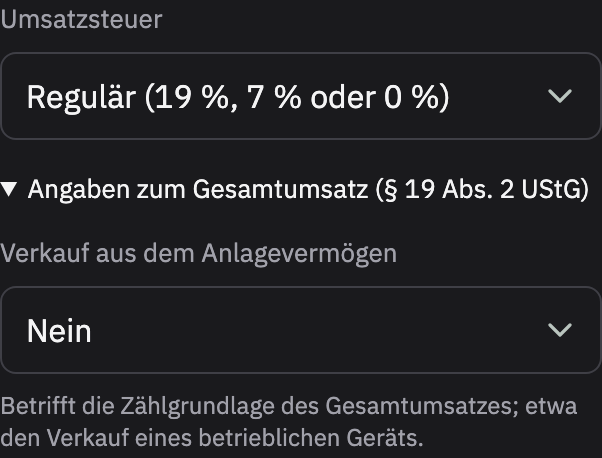 Umsatzsteuer
Regulär (19 %, 7 % oder 0 %)
Angaben zum Gesamtumsatz (§ 19 Abs. 2 UStG)
Verkauf aus dem Anlagevermögen
Nein
Betrifft die Zählgrundlage des Gesamtumsatzes; etwa
den Verkauf eines betrieblichen Geräts.